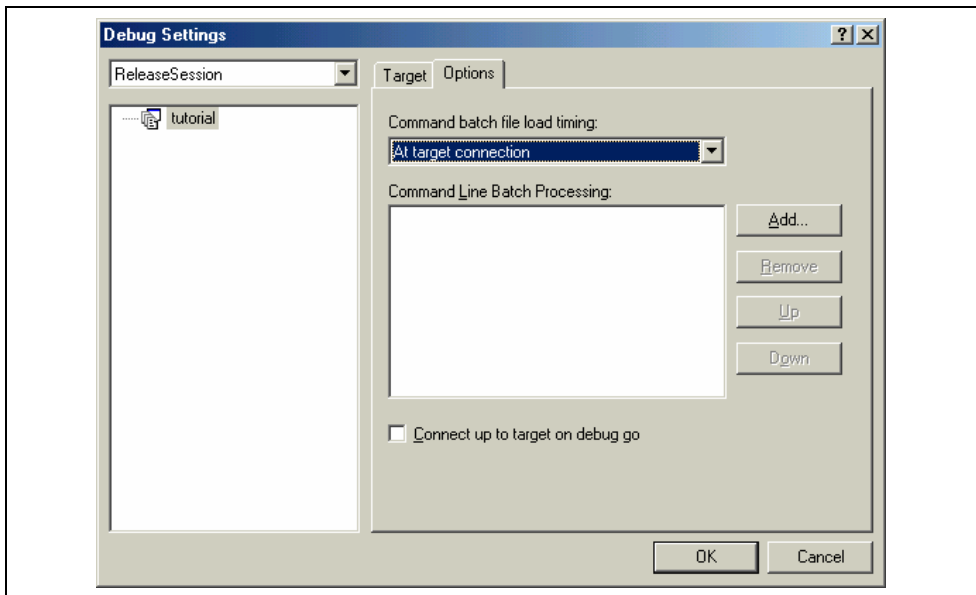 Debug Settings
ReleaseSession
tutorial
Target
Options
Command batch file load timing:
At target connection
Command Line Batch Processing:
Add...
Remove
Up
Down
Connect up to target on debug go
OK
Cancel